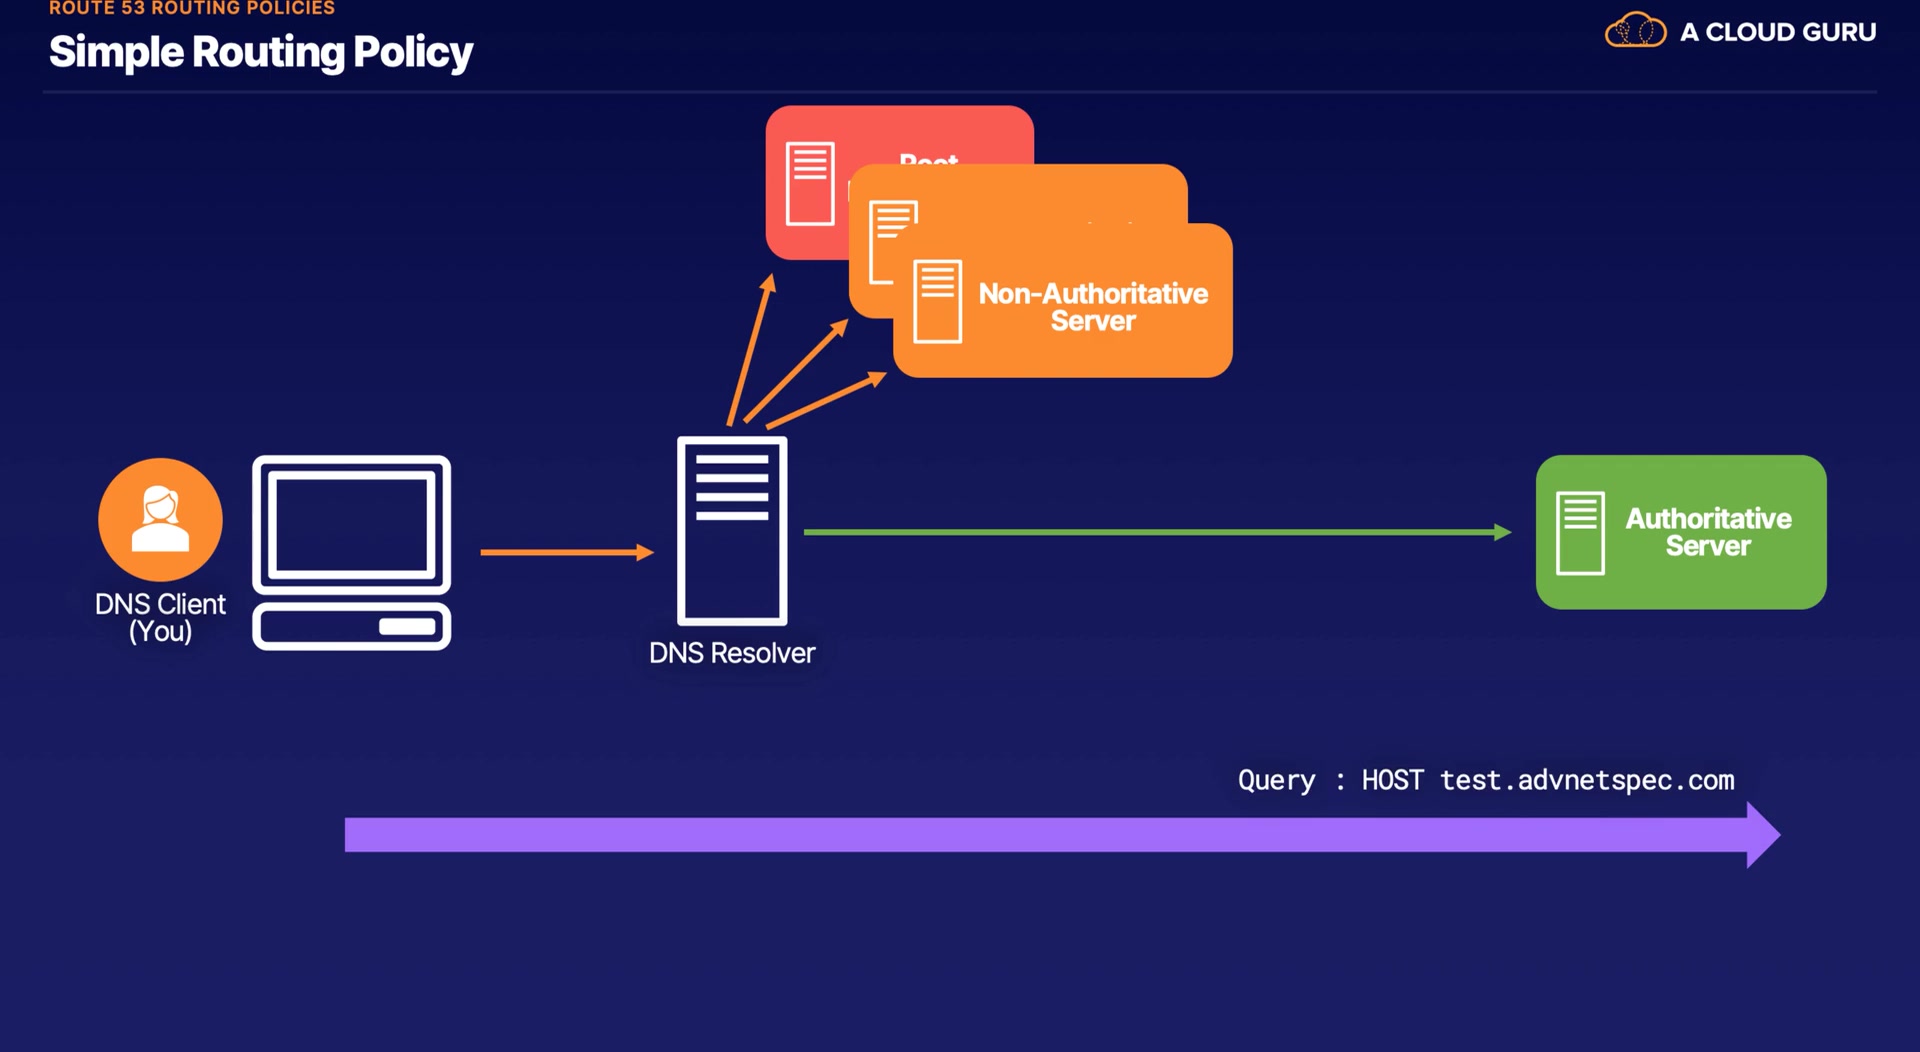 ROUTE 53 ROUTING POLICIES
Simple Routing Policy
A CLOUD GURU
Root
Non-Authoritative
Server
Authoritative
Server
DNS Client
(You)
DNS Resolver
Query : HOST test.advnetspec.com